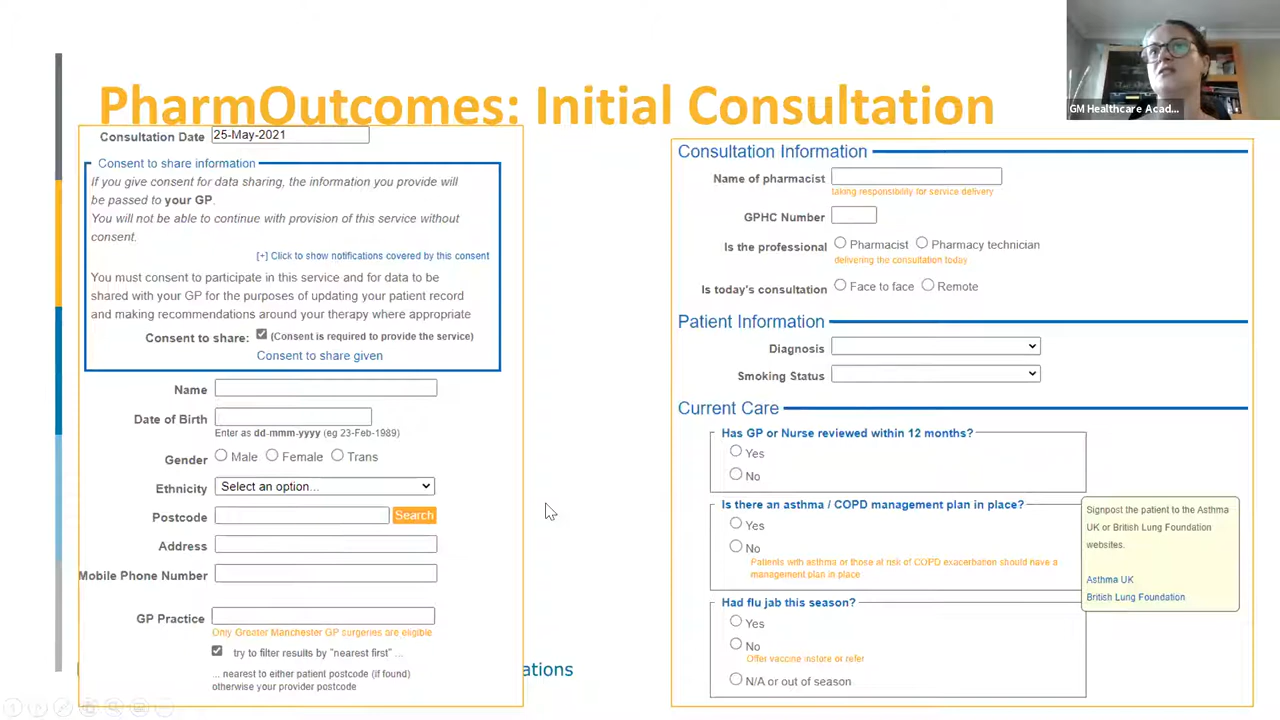 PharmOutcomes: Initial Consultation
GM Healthcare Acad...
Consultation Date 25-May-2021
Consent to share information
If you give consent for data sharing, the information you provide will
be passed to your GP.
You will not be able to continue with provision of this service without
consent.
[+] Click to show notifications covered by this consent
You must consent to participate in this service and for data to be
shared with your GP for the purposes of updating your patient record
and making recommendations around your therapy where appropriate
Consent to share: (Consent is required to provide the service)
Consent to share given
Name
Date of Birth
Enter as dd-mmm-yyyy (eg 23-Feb-1989)
Gender Male Female Trans
Ethnicity Select an option...
Postcode Search
Address
Mobile Phone Number
GP Practice
Only Greater Manchester GP surgeries are eligible
try to filter results by "nearest first" ...
... nearest to either patient postcode (if found)
otherwise your provider postcode
ations
Consultation Information
Name of pharmacist
taking responsibility for service delivery
GPHC Number
Is the professional Pharmacist Pharmacy technician
delivering the consultation today
Is today's consultation Face to face Remote
Patient Information
Diagnosis
Smoking Status
Current Care
Has GP or Nurse reviewed within 12 months?
Yes
No
Is there an asthma / COPD management plan in place?
Yes
No
Patients with asthma or those at risk of COPD exacerbation should have a
management plan in place
Signpost the patient to the Asthma
UK or British Lung Foundation
websites.
Asthma UK
British Lung Foundation
Had flu jab this season?
Yes
No
Offer vaccine instore or refer
N/A or out of season